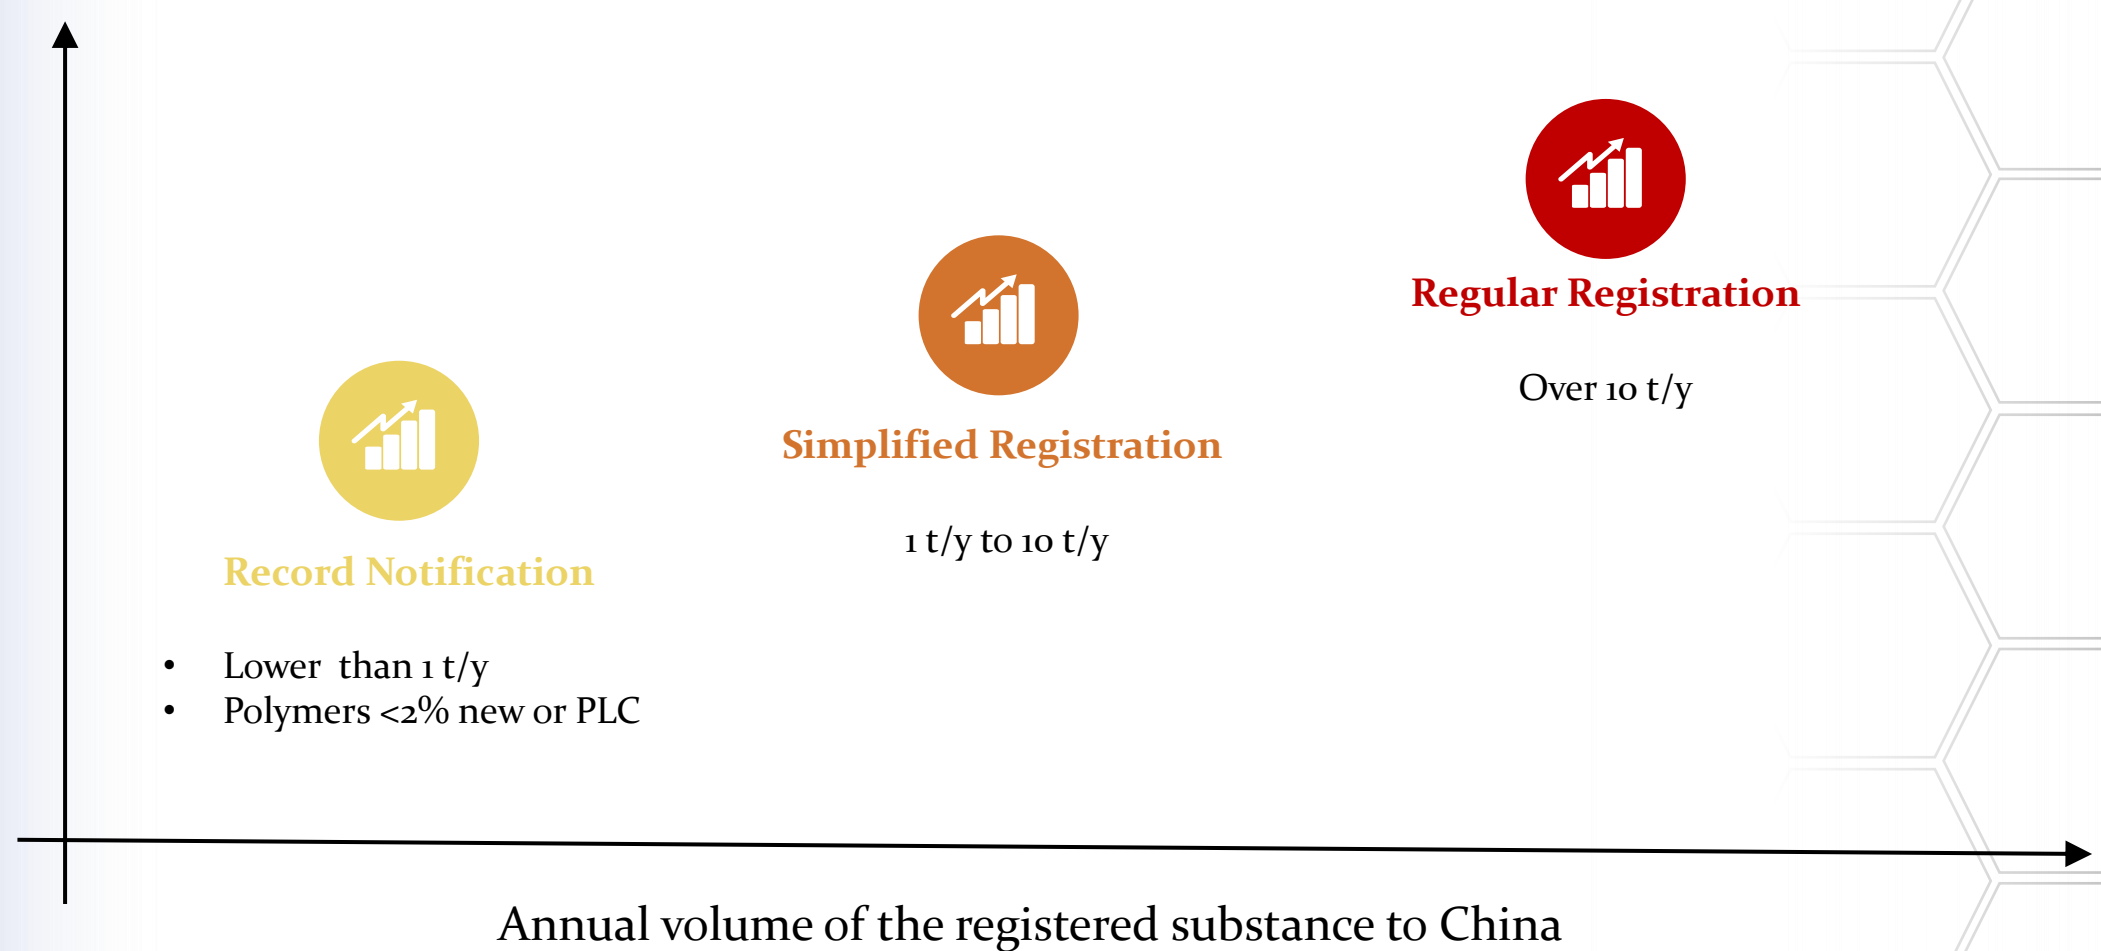 Regular Registration
Over 10 t/y
Simplified Registration
1 t/y to 10 t/y
Record Notification
• Lower than 1 t/y
• Polymers <2% new or PLC
Annual volume of the registered substance to China